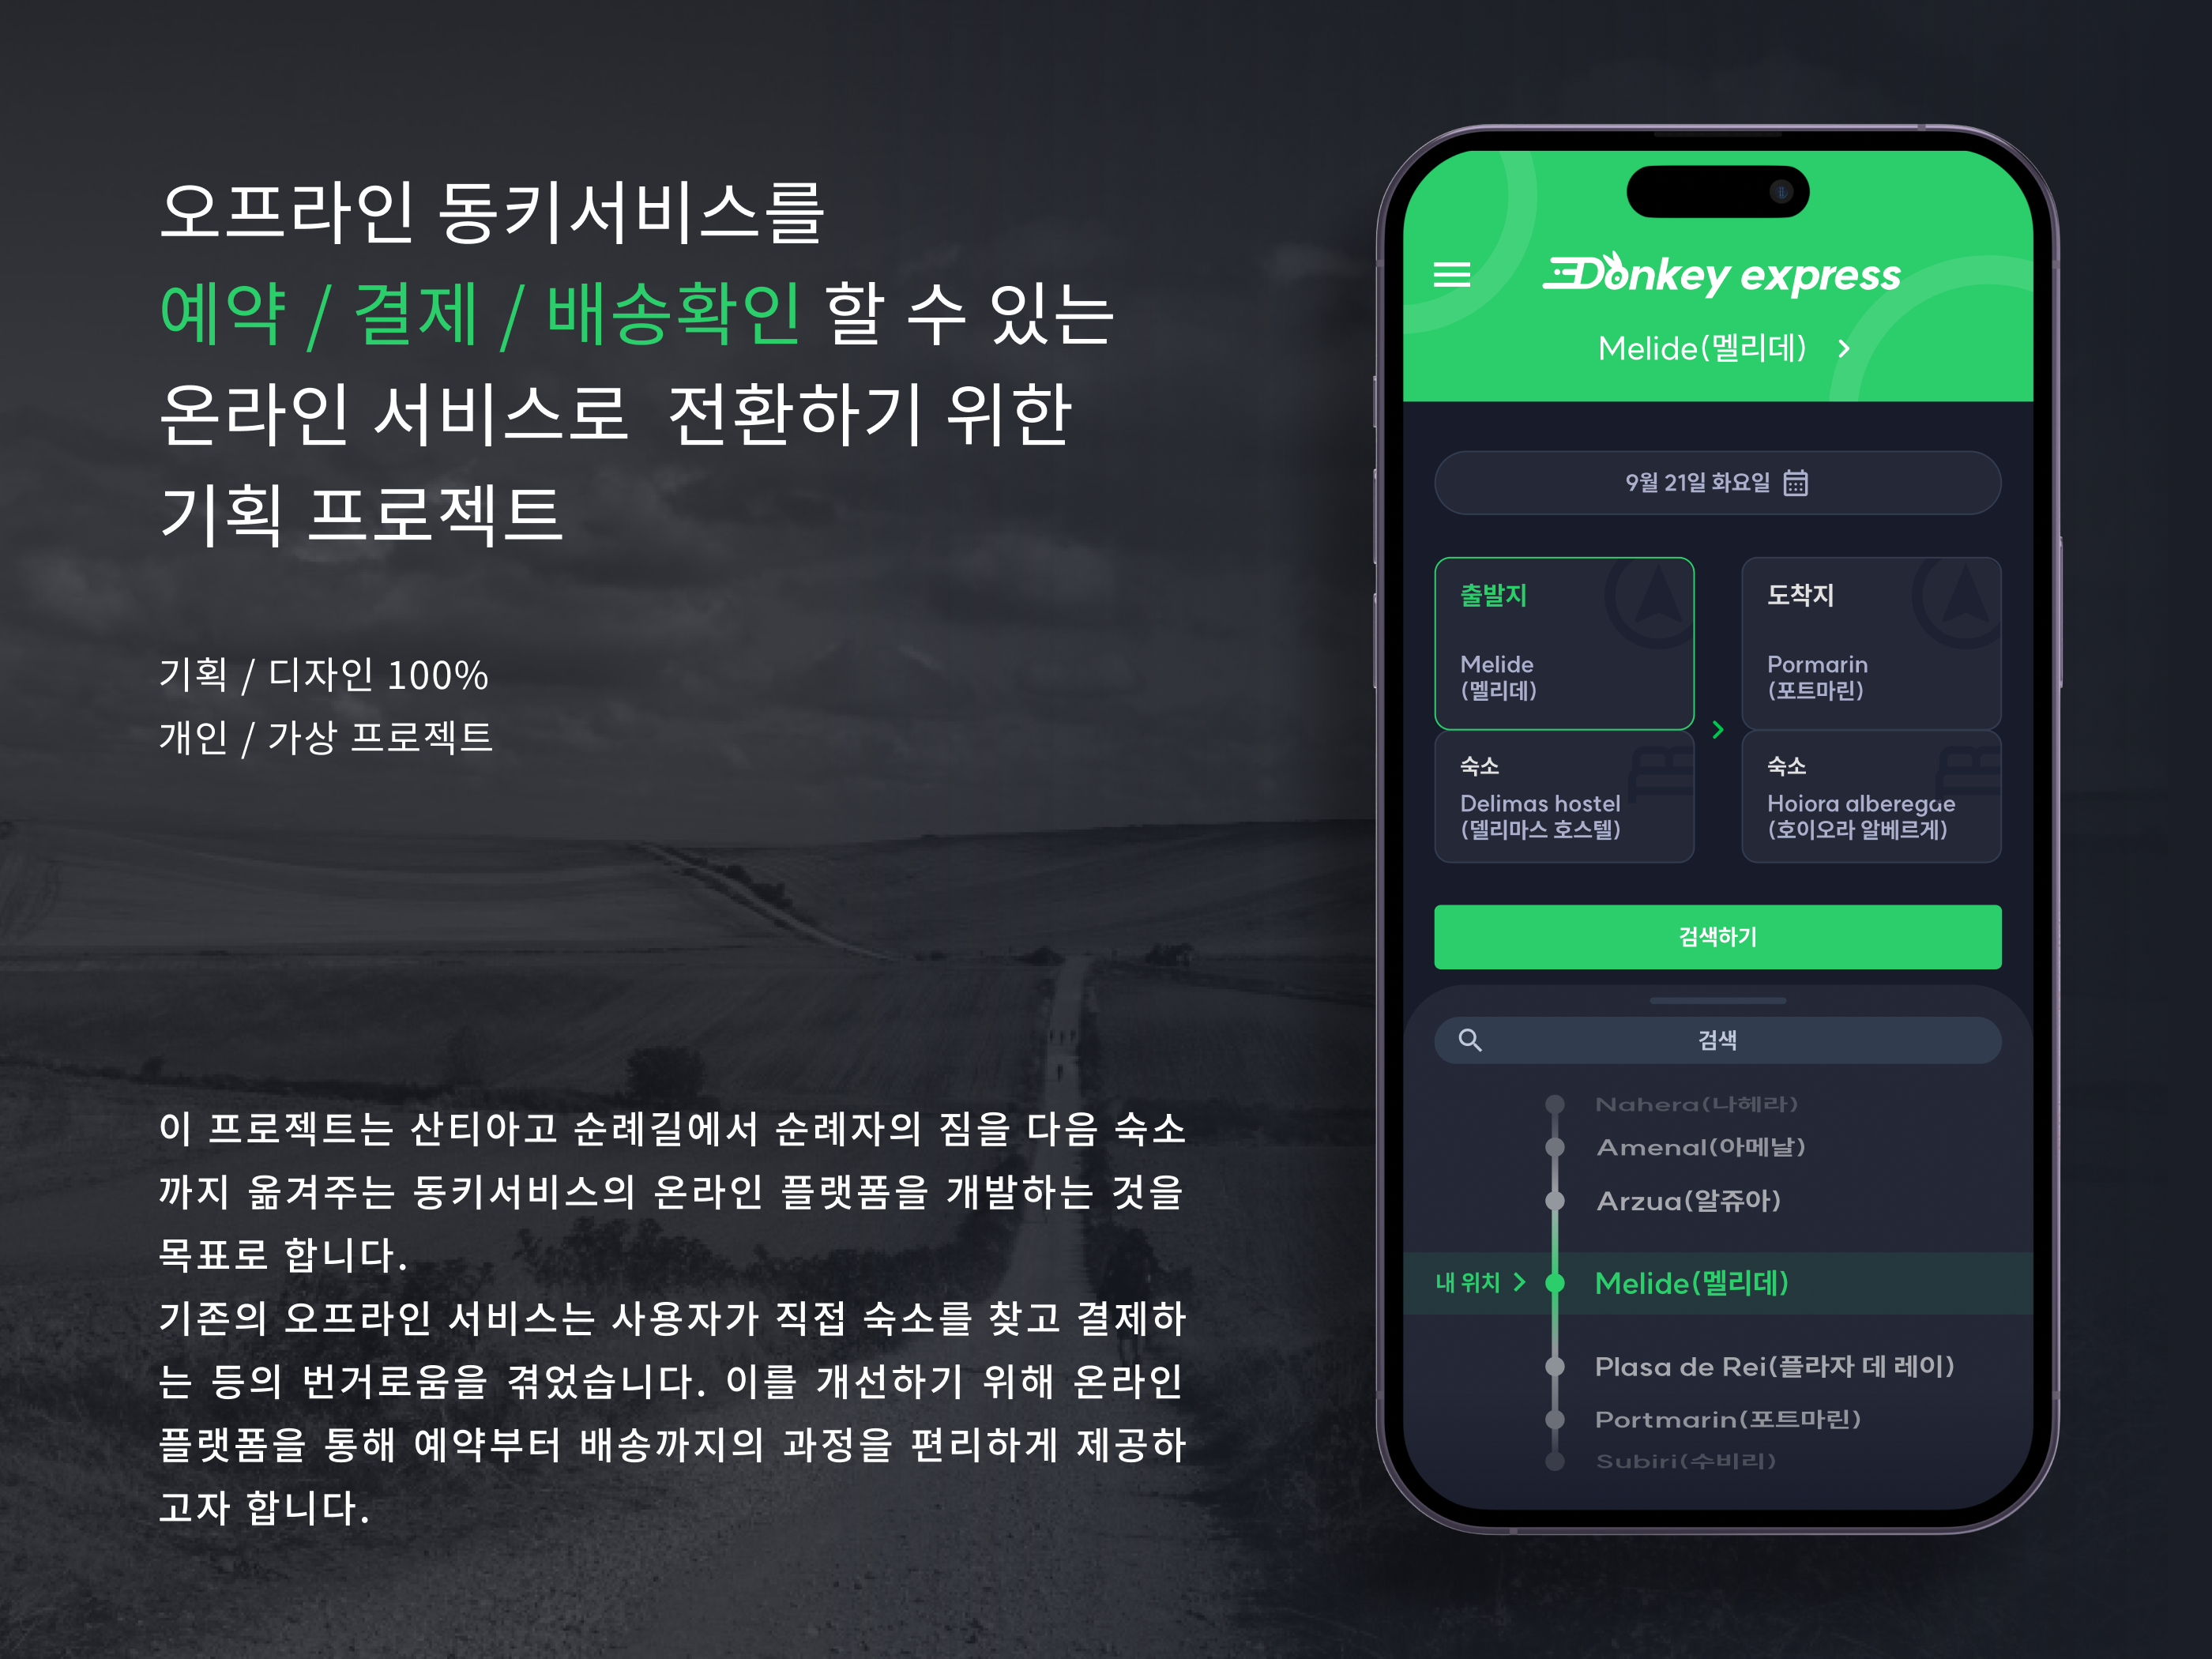 오프라인 동키서비스를
예약 / 결제 / 배송확인 할 수 있는
온라인 서비스로 전환하기 위한
기획 프로젝트
기획 / 디자인 100%
개인 / 가상 프로젝트
이 프로젝트는 산티아고 순례길에서 순례자의 짐을 다음 숙소
까지 옮겨주는 동키서비스의 온라인 플랫폼을 개발하는 것을
목표로 합니다.
기존의 오프라인 서비스는 사용자가 직접 숙소를 찾고 결제하
는 등의 번거로움을 겪었습니다. 이를 개선하기 위해 온라인
플랫폼을 통해 예약부터 배송까지의 과정을 편리하게 제공하
고자 합니다.
Donkey express
Melide(멜리데)
9월 21일 화요일
출발지
Melide
(멜리데)
도착지
Pormarin
(포트마린)
숙소
Delimas hostel
(델리마스 호스텔)
숙소
Hoiora alberegae
(호이오라 알베르게)
검색하기
검색
Nahera(나헤라)
Amenal(아메날)
Arzua(알쥬아)
내 위치
Melide(멜리데)
Plasa de Rei(플라자 데 레이)
Portmarin(포트마린)
Subiri(수비리)